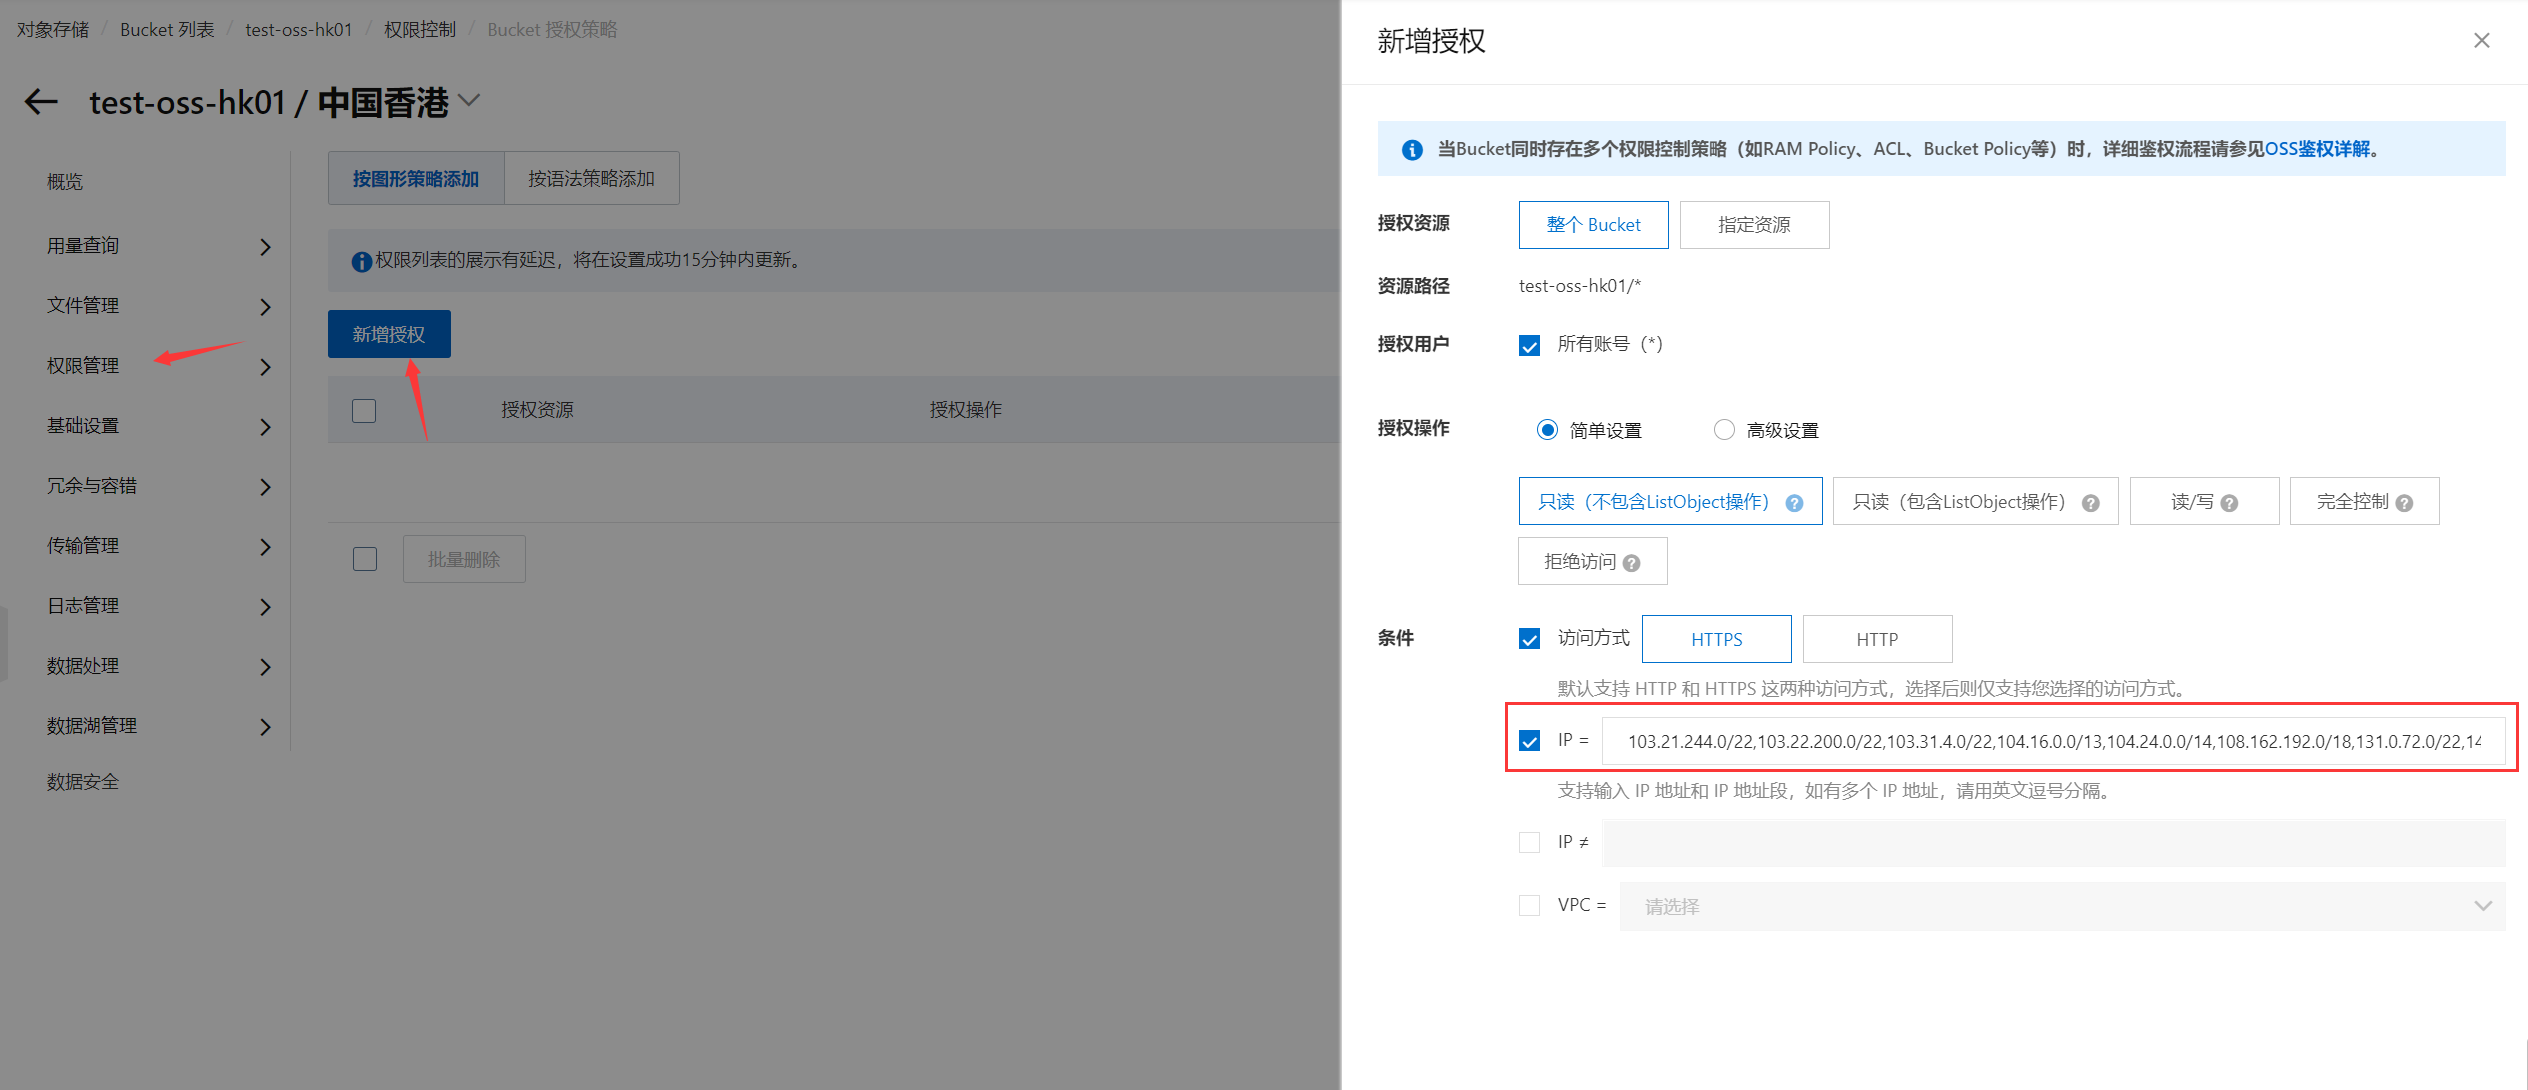 对象存储 / Bucket 列表 / test-oss-hk01 / 权限控制 / Bucket 授权策略
test-oss-hk01 / 中国香港
概览
用量查询
文件管理
权限管理
基础设置
冗余与容错
传输管理
日志管理
数据处理
数据湖管理
数据安全
按图形策略添加 按语法策略添加
权限列表的展示有延迟，将在设置成功15分钟内更新。
新增授权
授权资源 授权操作
批量删除
新增授权
当Bucket同时存在多个权限控制策略（如RAM Policy、ACL、Bucket Policy等）时，详细鉴权流程请参见OSS鉴权详解。
授权资源 整个 Bucket 指定资源
资源路径 test-oss-hk01/*
授权用户 所有账号（*）
授权操作 简单设置 高级设置
只读（不包含ListObject操作） 只读（包含ListObject操作） 读/写 完全控制
拒绝访问
条件 访问方式 HTTPS HTTP
默认支持 HTTP 和 HTTPS 这两种访问方式，选择后则仅支持您选择的访问方式。
IP = 103.21.244.0/22,103.22.200.0/22,103.31.4.0/22,104.16.0.0/13,104.24.0.0/14,108.162.192.0/18,131.0.72.0/22,14
支持输入 IP 地址和 IP 地址段，如有多个 IP 地址，请用英文逗号分隔。
IP ≠
VPC = 请选择